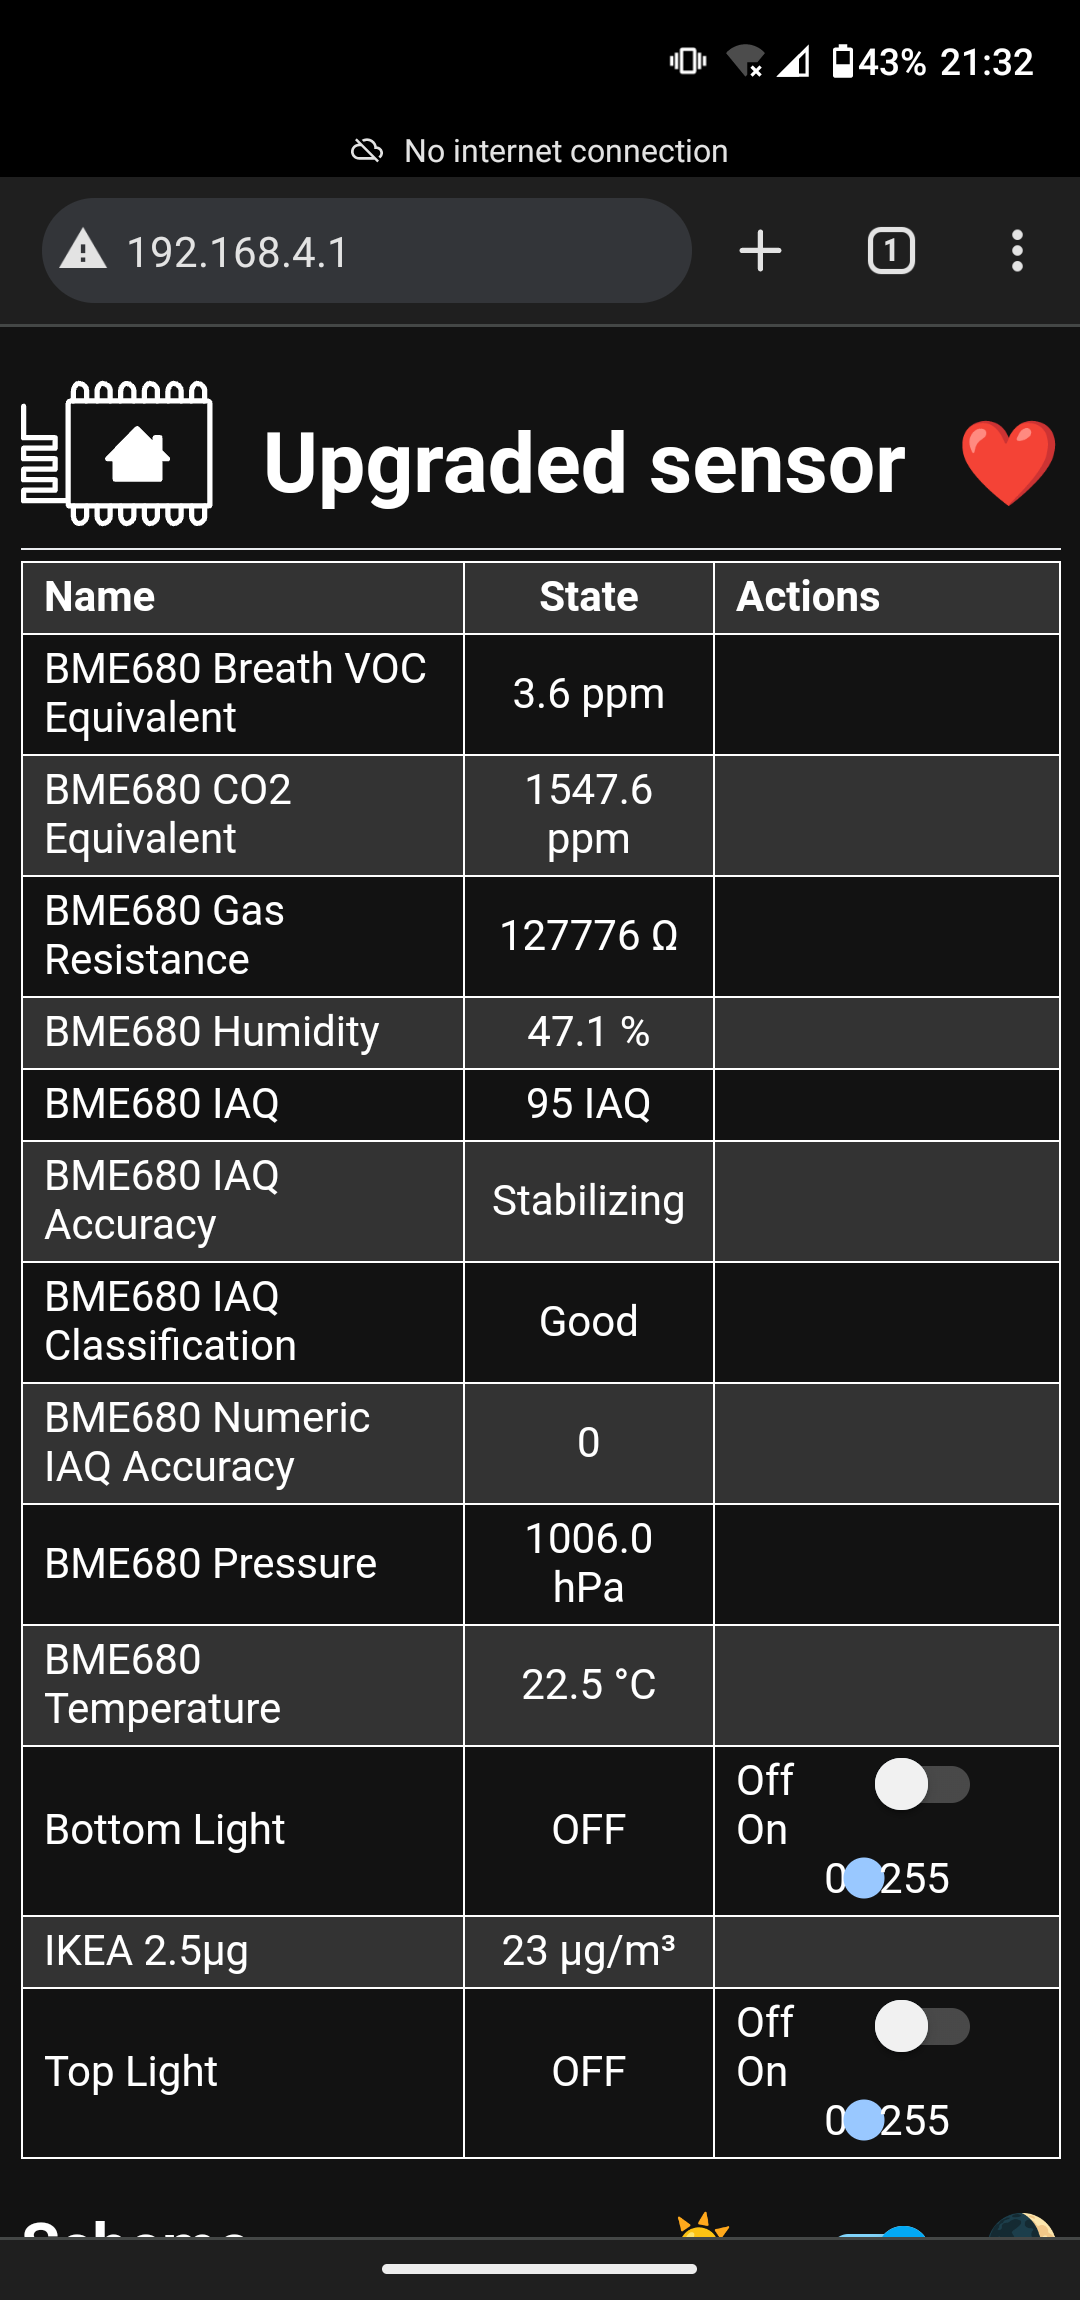 43% 21:32
No internet connection
192.168.4.1
1
Upgraded sensor
Name State Actions
BME680 Breath VOC
Equivalent
3.6 ppm
BME680 CO2
Equivalent
1547.6
ppm
BME680 Gas
Resistance
127776 Ω
BME680 Humidity 47.1 %
BME680 IAQ 95 IAQ
BME680 IAQ
Accuracy
Stabilizing
BME680 IAQ
Classification
Good
BME680 Numeric
IAQ Accuracy
0
BME680 Pressure
1006.0
hPa
BME680
Temperature
22.5 °C
Bottom Light
OFF
Off
On
0 255
IKEA 2.5µg 23 µg/m³
Top Light
OFF
Off
On
0 255